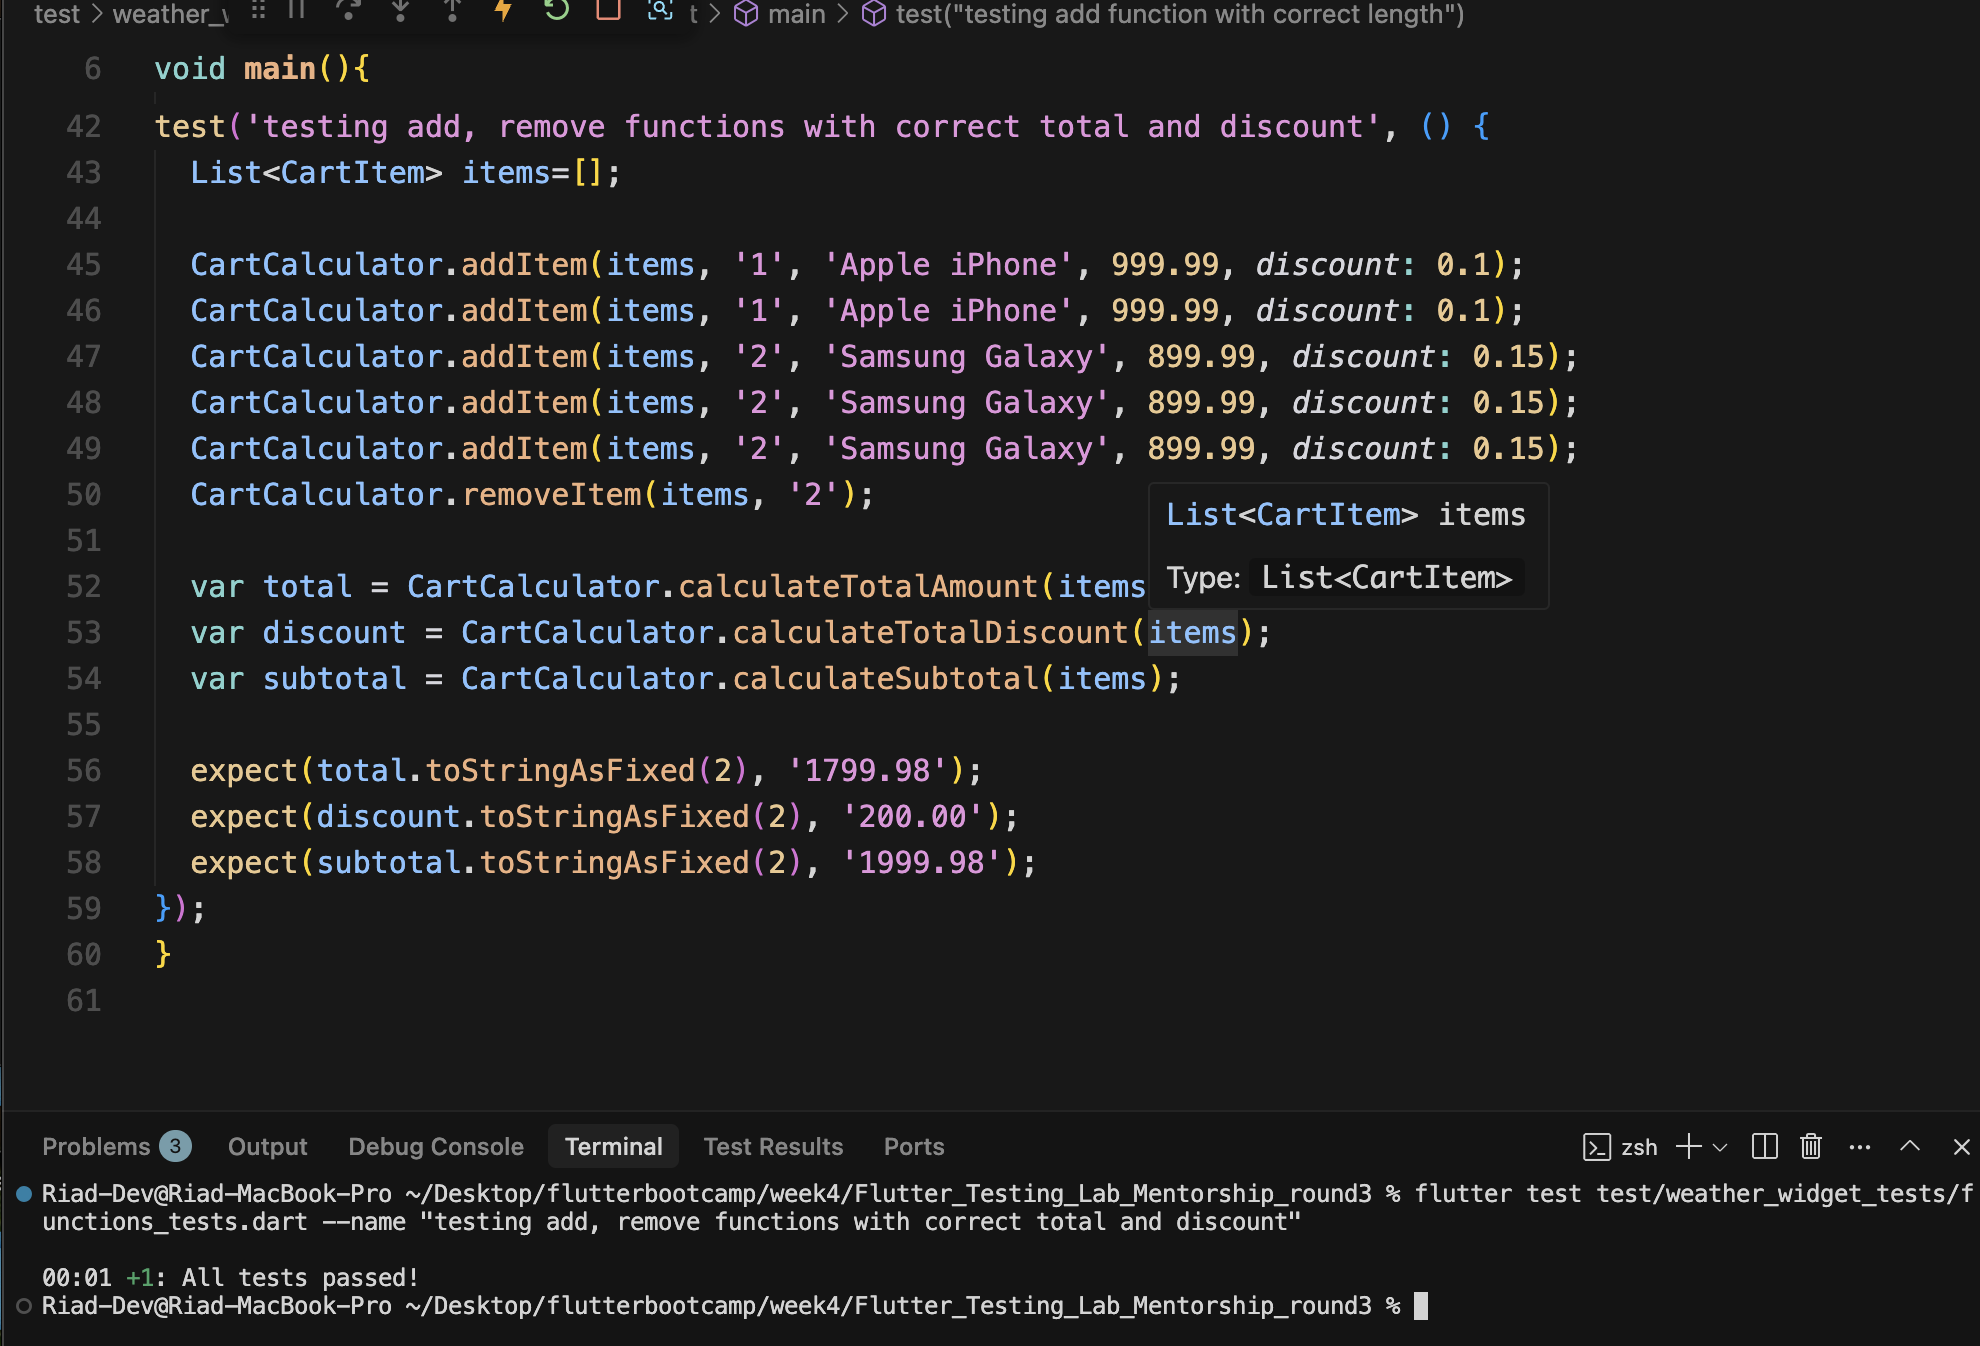 test > weather_ t > main > test("testing add function with correct length")
6 void main(){
42 test('testing add, remove functions with correct total and discount', () {
43 List<CartItem> items=[];
44
45 CartCalculator.addItem(items, '1', 'Apple iPhone', 999.99, discount: 0.1);
46 CartCalculator.addItem(items, '1', 'Apple iPhone', 999.99, discount: 0.1);
47 CartCalculator.addItem(items, '2', 'Samsung Galaxy', 899.99, discount: 0.15);
48 CartCalculator.addItem(items, '2', 'Samsung Galaxy', 899.99, discount: 0.15);
49 CartCalculator.addItem(items, '2', 'Samsung Galaxy', 899.99, discount: 0.15);
50 CartCalculator.removeItem(items, '2');
List<CartItem> items
51
Type: List<CartItem>
52 var total = CartCalculator.calculateTotalAmount(items
53 var discount = CartCalculator.calculateTotalDiscount(items);
54 var subtotal = CartCalculator.calculateSubtotal(items);
55
56 expect(total.toStringAsFixed(2), '1799.98');
57 expect(discount.toStringAsFixed(2), '200.00');
58 expect(subtotal.toStringAsFixed(2), '1999.98');
59 });
60 }
61
Problems 3 Output Debug Console Terminal Test Results Ports zsh
Riad-Dev@Riad-MacBook-Pro ~/Desktop/flutterbootcamp/week4/Flutter_Testing_Lab_Mentorship_round3 % flutter test test/weather_widget_tests/f
unctions_tests.dart --name "testing add, remove functions with correct total and discount"
00:01 +1: All tests passed!
Riad-Dev@Riad-MacBook-Pro ~/Desktop/flutterbootcamp/week4/Flutter_Testing_Lab_Mentorship_round3 %